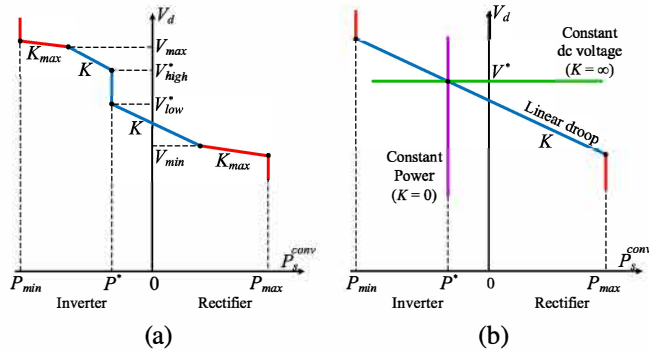 V_d
K_max
V_max
K
V*_high
V*_low
K
V_min
K_max
P_s^conv
P_min
P*
0
P_max
Inverter
Rectifier
(a)
V_d
Constant
dc voltage
(K = ∞)
V*
Linear droop
K
Constant
Power
(K = 0)
P_s^conv
P_min
P*
0
P_max
Inverter
Rectifier
(b)